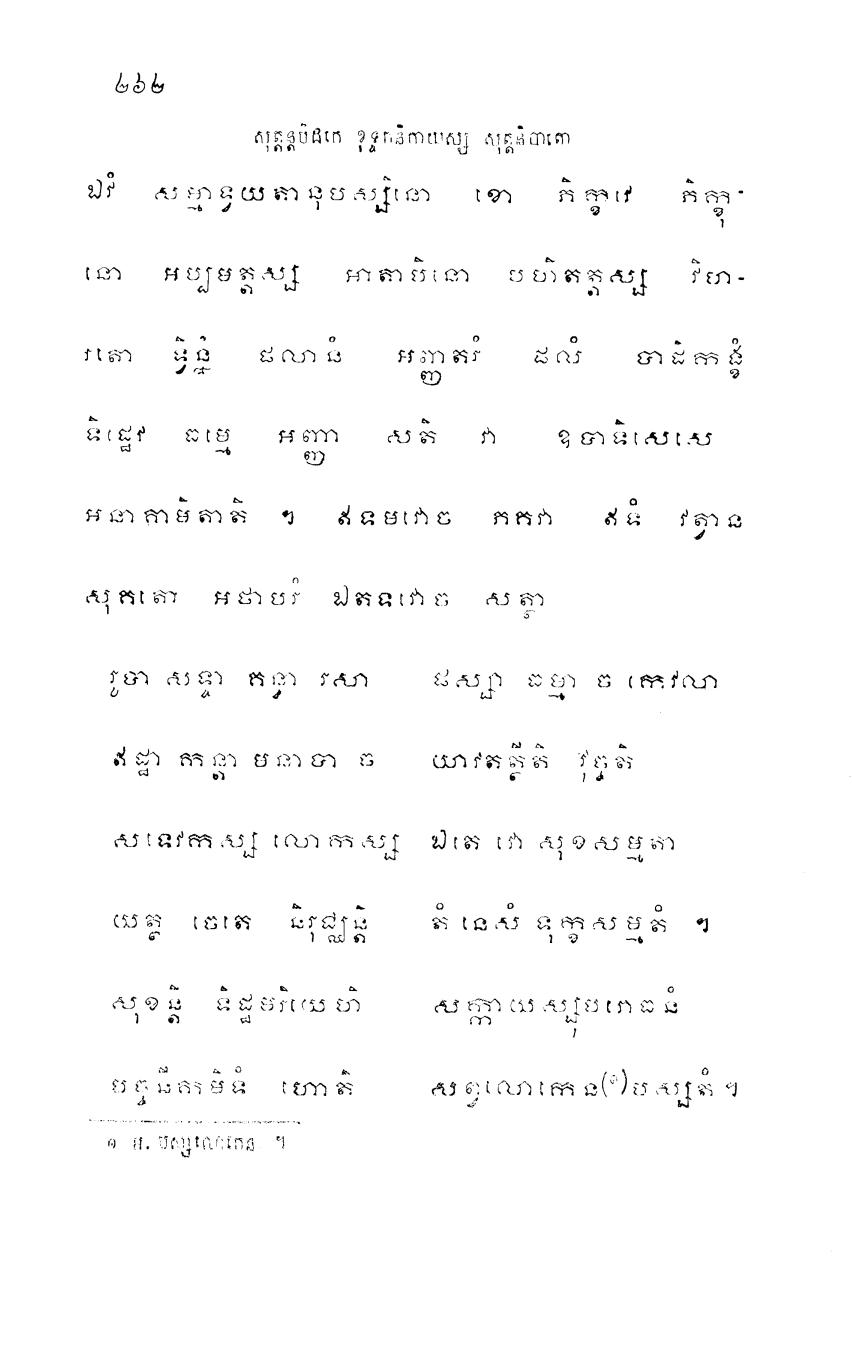 ២៦២
សុត្តន្តបិដកេ ខុទ្ទកនិកាយស្ស សុត្តនិបាតោ
ឯវំ សម្មាទ្វយតានុបស្សិនោ ខោ ភិក្ខវេ ភិក្ខុ-
នោ អប្បមត្តស្ស អាតាបិនោ បហិតត្តស្ស វិហ-
រតោ ទ្វិន្នំ ផលានំ អញ្ញតរំ ផលំ បាដិកង្ខំ
ទិដ្ឋេវ ធម្មេ អញ្ញា សតិ វា ឧបាទិសេសេ
អនាគាមិតាតិ ។ ឥទមវោច ភគវា ឥទំ វត្វាន
សុគតោ អថាបរំ ឯតទវោច សត្ថា
រូបា សទ្ទា គន្ធា រសា ផស្សា ធម្មា ច កេវលា
ឥដ្ឋា កន្តា មនាបា ច យាវតត្ថីតិ វុច្ចតិ
សទេវកស្ស លោកស្ស ឯតេ វោ សុខសម្មតា
យត្ថ ចេតេ និរុជ្ឈន្តិ តំ នេសំ ទុក្ខសម្មតំ ។
សុខន្តិ ទិដ្ឋមរិយេហិ សក្កាយស្សុបរោធនំ
បច្ចនីកមិទំ ហោតិ សព្វលោកេន(១)បស្សតំ ។
១ អ. បស្សលោកេន ។